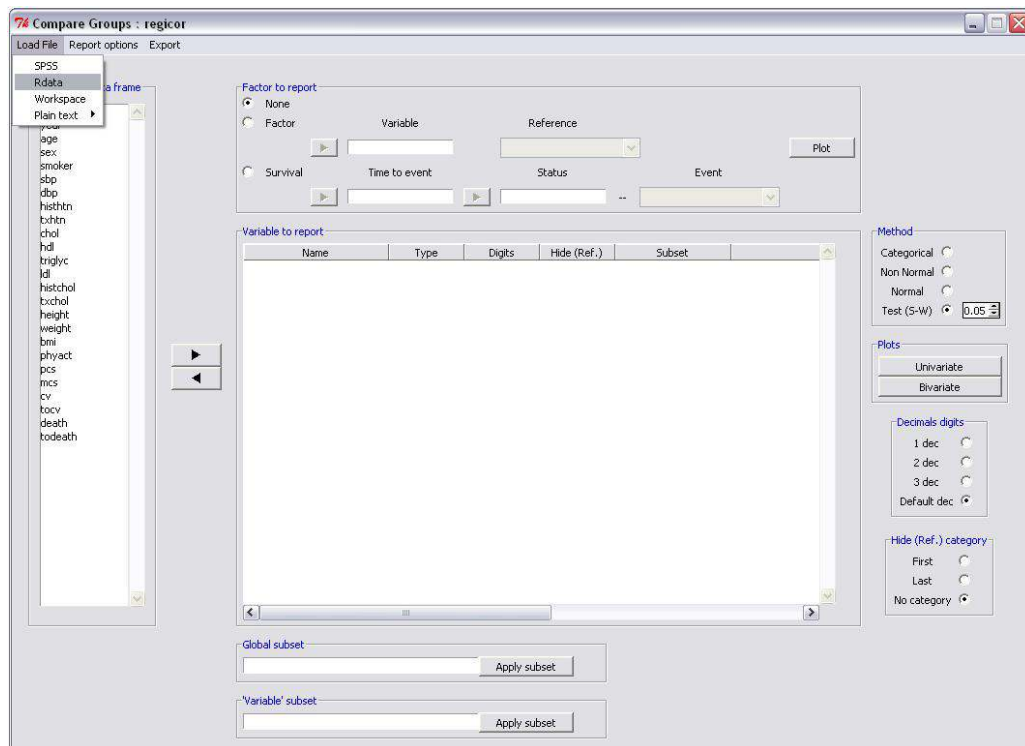 Compare Groups : regicor
Load File Report options Export
SPSS
Rdata
Workspace
Plain text
a frame
year
age
sex
smoker
sbp
dbp
histhtn
txhtn
chol
hdl
triglyc
ldl
histchol
txchol
height
weight
bmi
phyact
pcs
mcs
cv
tocv
death
todeath
Factor to report
None
Factor Variable Reference
Plot
Survival Time to event Status Event
--
Variable to report
Name Type Digits Hide (Ref.) Subset
Method
Categorical
Non Normal
Normal
Test (S-W) 0.05
Plots
Univariate
Bivariate
Decimals digits
1 dec
2 dec
3 dec
Default dec
Hide (Ref.) category
First
Last
No category
Global subset
Apply subset
'Variable' subset
Apply subset